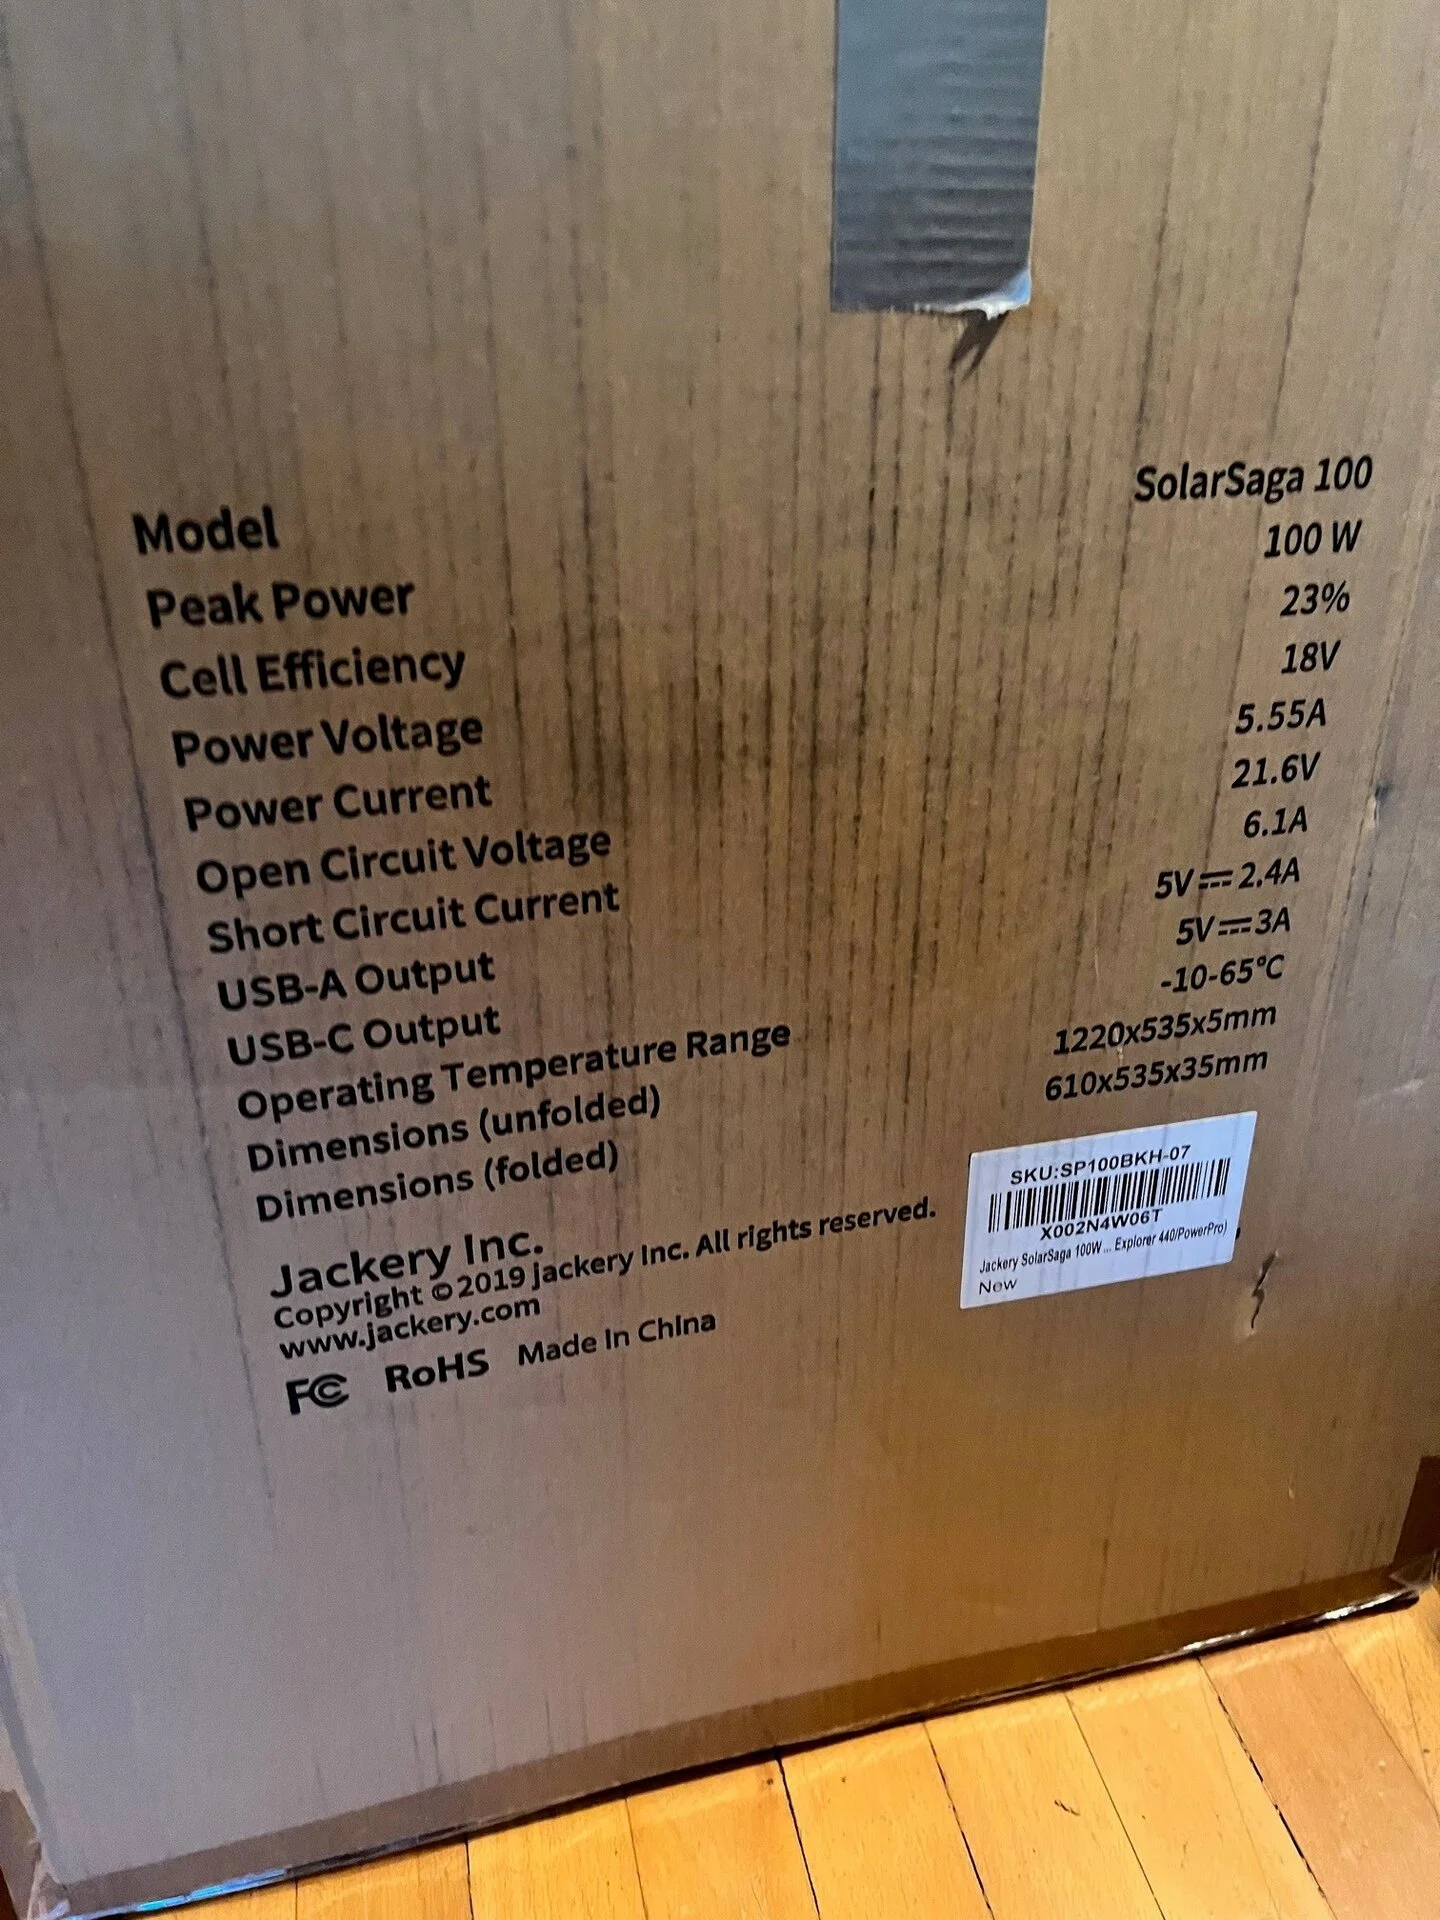 Model SolarSaga 100
Peak Power 100 W
Cell Efficiency 23%
Power Voltage 18V
Power Current 5.55A
Open Circuit Voltage 21.6V
Short Circuit Current 6.1A
USB-A Output 5V⎓2.4A
USB-C Output 5V⎓3A
Operating Temperature Range -10-65°C
Dimensions (unfolded) 1220x535x5mm
Dimensions (folded) 610x535x35mm
Jackery Inc.
Copyright ©2019 Jackery Inc. All rights reserved.
www.jackery.com
FC RoHS Made In China
SKU:SP100BKH-07
X002N4W06T
Jackery SolarSaga 100W... Explorer 440/PowerPro)
New